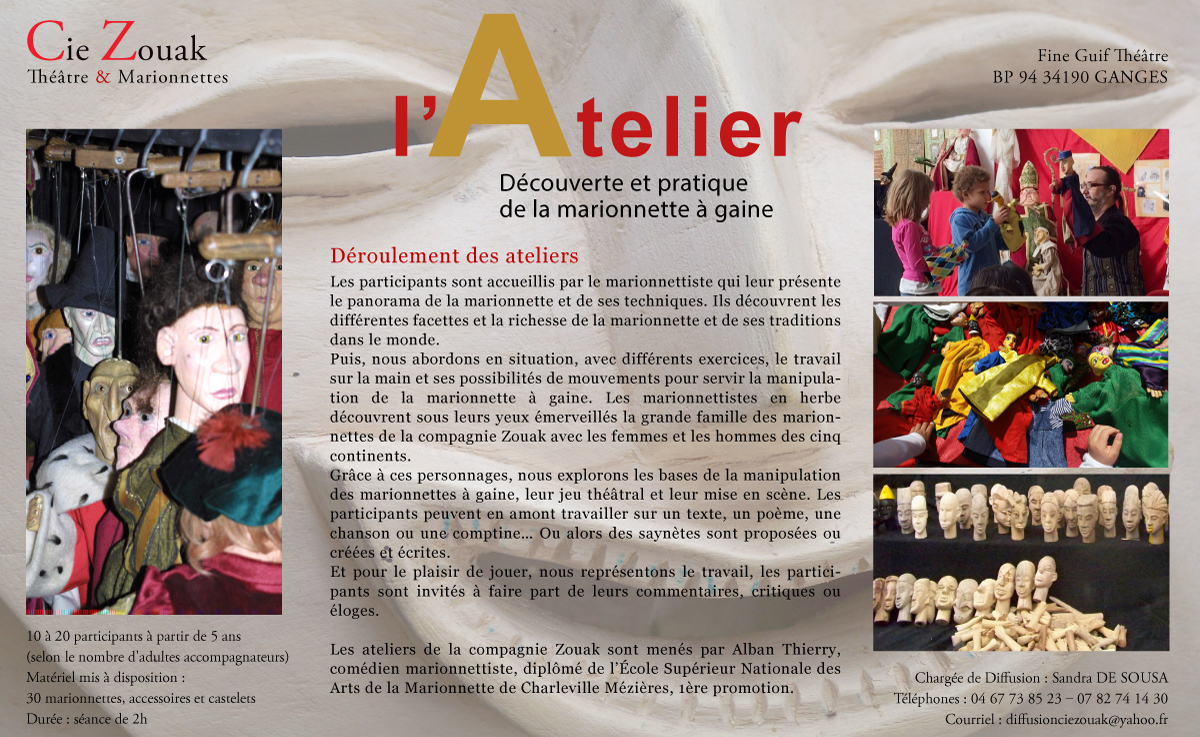 Cie Zouak
Théâtre & Marionnettes
l'Atelier
Fine Guif Théâtre
BP 94 34190 GANGES
Découverte et pratique
de la marionnette à gaine
Déroulement des ateliers
Les participants sont accueillis par le marionnettiste qui leur présente
le panorama de la marionnette et de ses techniques. Ils découvrent les
différentes facettes et la richesse de la marionnette et de ses traditions
dans le monde.
Puis, nous abordons en situation, avec différents exercices, le travail
sur la main et ses possibilités de mouvements pour servir la manipula-
tion de la marionnette à gaine. Les marionnettistes en herbe
découvrent sous leurs yeux émerveillés la grande famille des marion-
nettes de la compagnie Zouak avec les femmes et les hommes des cinq
continents.
Grâce à ces personnages, nous explorons les bases de la manipulation
des marionnettes à gaine, leur jeu théâtral et leur mise en scène. Les
participants peuvent en amont travailler sur un texte, un poème, une
chanson ou une comptine... Ou alors des saynètes sont proposées ou
créées et écrites.
Et pour le plaisir de jouer, nous représentons le travail, les partici-
pants sont invités à faire part de leurs commentaires, critiques ou
éloges.
Les ateliers de la compagnie Zouak sont menés par Alban Thierry,
comédien marionnettiste, diplômé de l'École Supérieur Nationale des
Arts de la Marionnette de Charleville Mézières, 1ère promotion.
10 à 20 participants à partir de 5 ans
(selon le nombre d'adultes accompagnateurs)
Matériel mis à disposition :
30 marionnettes, accessoires et castelets
Durée : séance de 2h
Chargée de Diffusion : Sandra DE SOUSA
Téléphones : 04 67 73 85 23 – 07 82 74 14 30
Courriel : diffusionciezouak@yahoo.fr